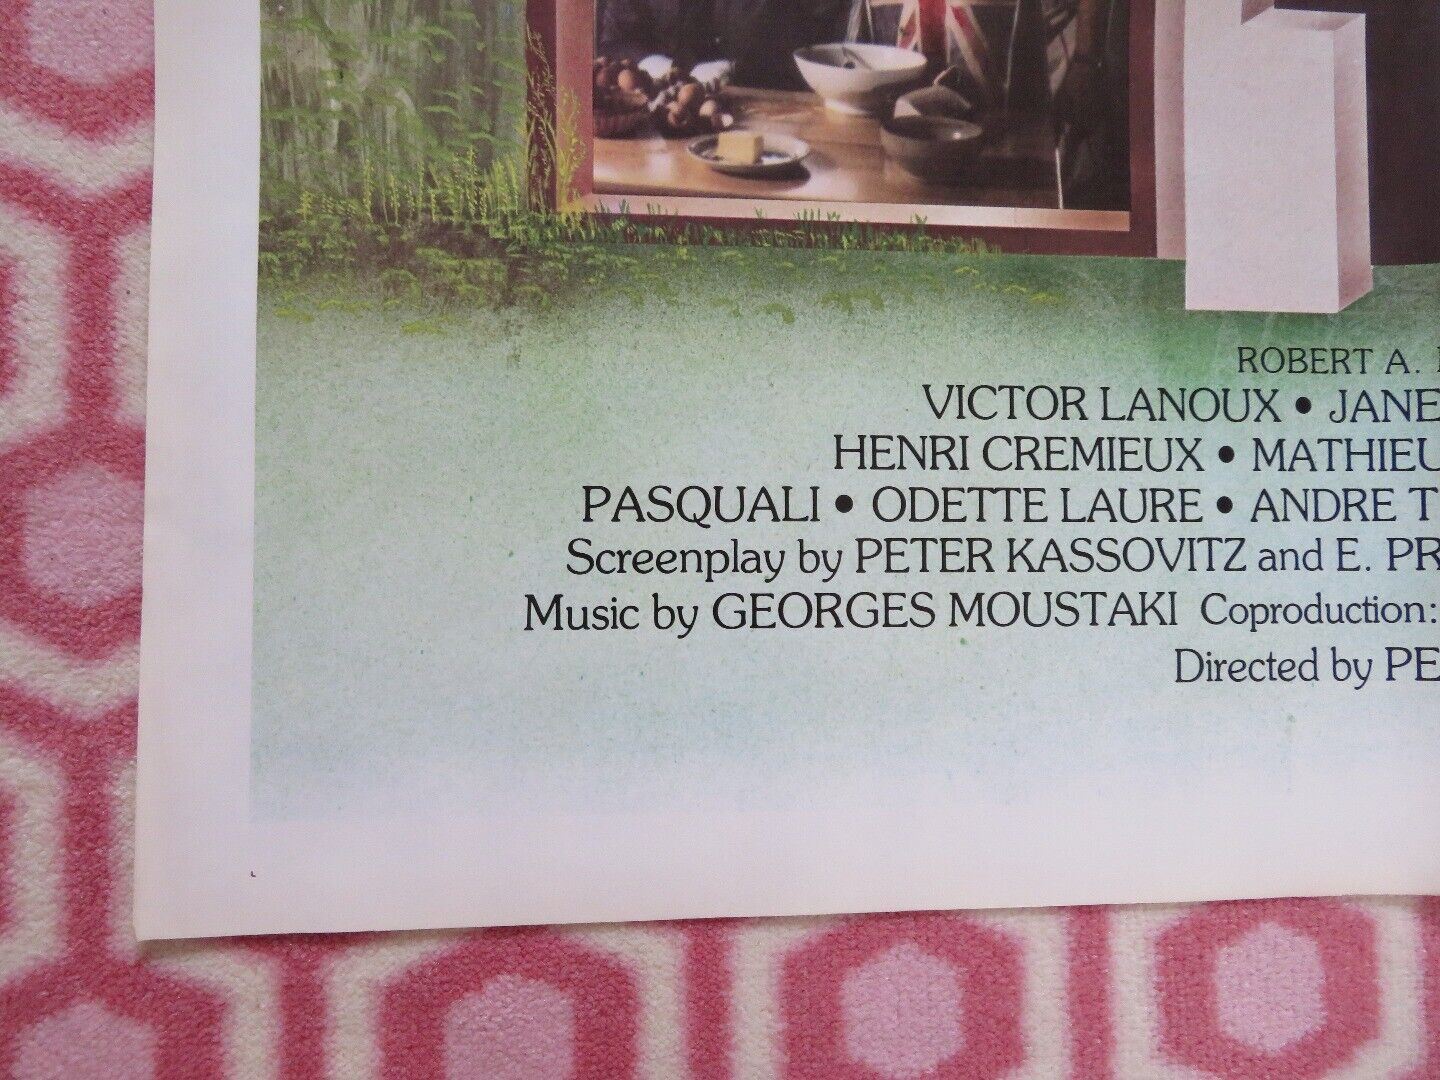 ROBERT A.
VICTOR LANOUX • JANE
HENRI CREMIEUX • MATHIEU
PASQUALI • ODETTE LAURE • ANDRE T
Screenplay by PETER KASSOVITZ and E. PR
Music by GEORGES MOUSTAKI Coproduction:
Directed by PE